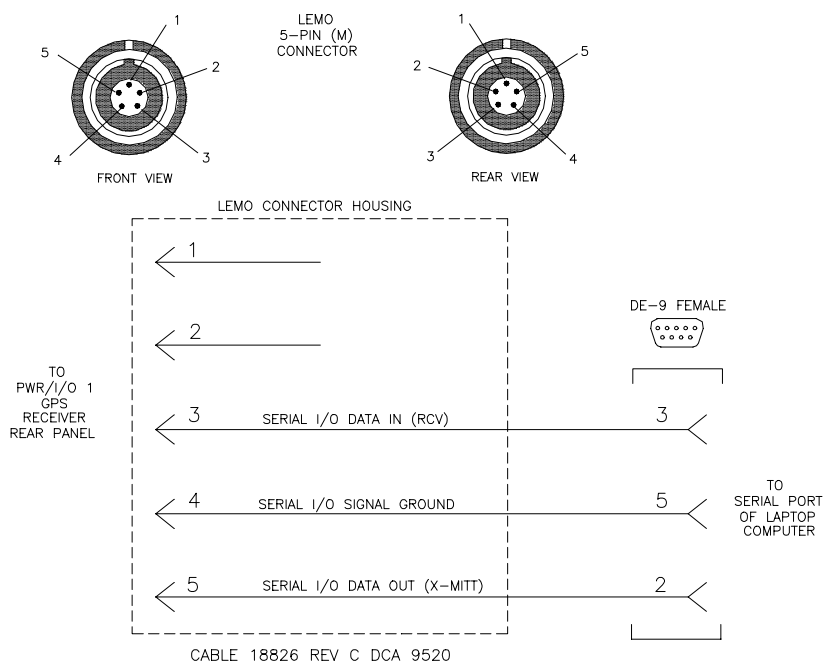 1
5
2
4
3
FRONT VIEW
LEMO
5-PIN (M)
CONNECTOR
1
5
2
3
4
REAR VIEW
LEMO CONNECTOR HOUSING
1
2
DE-9 FEMALE
TO
PWR/I/O 1
GPS
RECEIVER
REAR PANEL
3 SERIAL I/O DATA IN (RCV) 3
4 SERIAL I/O SIGNAL GROUND 5
5 SERIAL I/O DATA OUT (X-MITT) 2
TO
SERIAL PORT
OF LAPTOP
COMPUTER
CABLE 18826 REV C DCA 9520